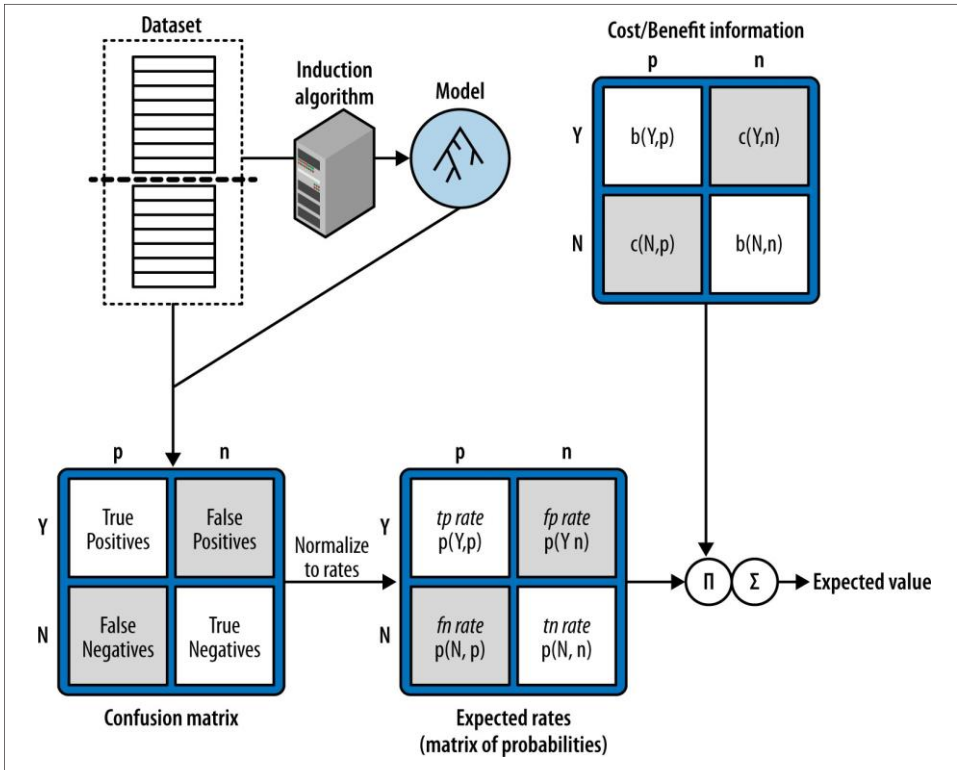 Dataset
Induction
algorithm
Model
Cost/Benefit information
p n
Y b(Y,p) c(Y,n)
N c(N,p) b(N,n)
p n
Y True
Positives
False
Positives
N False
Negatives
True
Negatives
Confusion matrix
Normalize
to rates
p n
Y tp rate
p(Y,p)
fp rate
p(Y n)
N fn rate
p(N, p)
tn rate
p(N, n)
Expected rates
(matrix of probabilities)
Π Σ Expected value